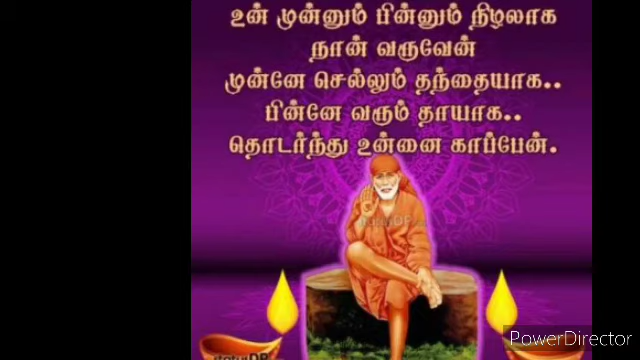 உன் முன்னும் பின்னும் நிழலாக
நான் வருவேன்
முன்னே செல்லும் தந்தையாக..
பின்னே வரும் தாயாக..
தொடர்ந்து உன்னை காப்பேன்.
PowerDirector